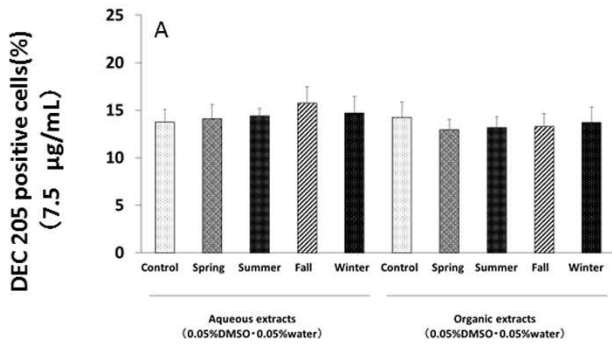 DEC 205 positive cells(%)
(7.5 μg/mL)
A
25
20
15
10
5
0
Control Spring Summer Fall Winter Control Spring Summer Fall Winter
Aqueous extracts Organic extracts
(0.05%DMSO・0.05%water) (0.05%DMSO・0.05%water)